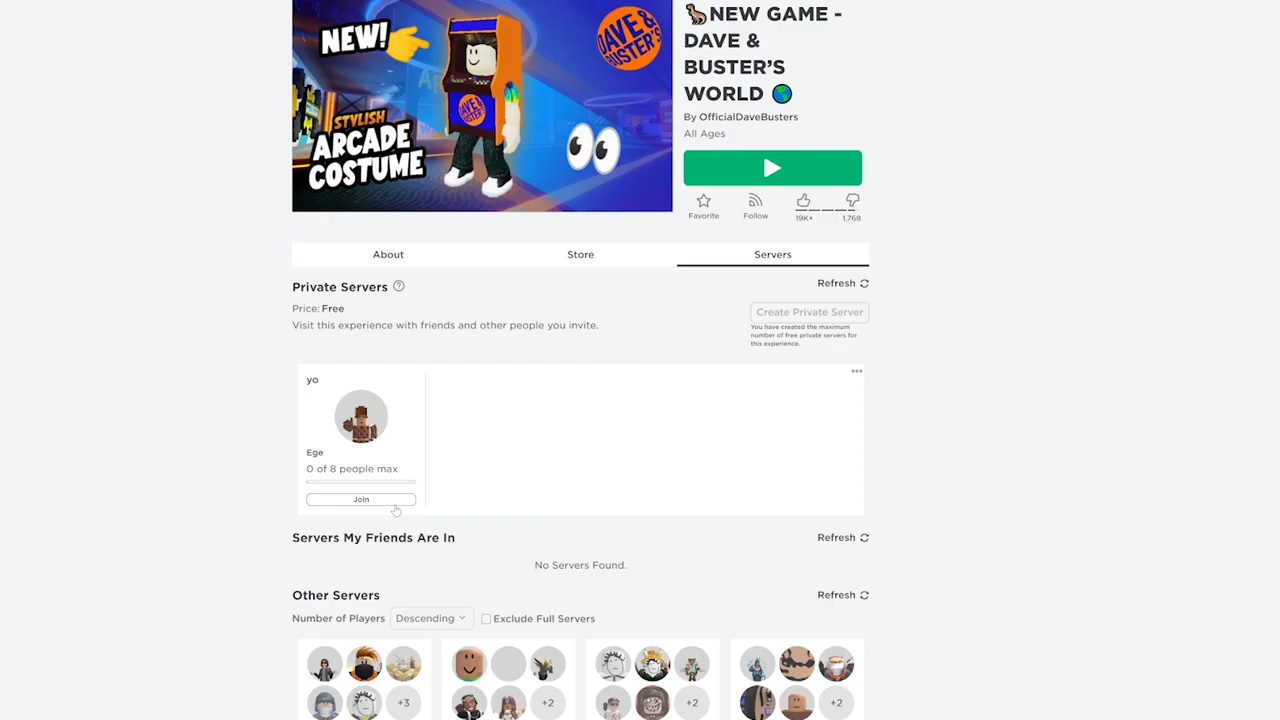 NEW!
DAVE &
BUSTER'S
DAVE &
BUSTER'S
STYLISH
ARCADE
COSTUME
NEW GAME -
DAVE &
BUSTER'S
WORLD
By OfficialDaveBusters
All Ages
Favorite
Follow
19K+
1,768
About
Store
Servers
Private Servers
Refresh
Price: Free
Visit this experience with friends and other people you invite.
Create Private Server
You have created the maximum
number of free private servers for
this experience.
yo
Ege
0 of 8 people max
Join
Servers My Friends Are In
Refresh
No Servers Found.
Other Servers
Refresh
Number of Players
Descending
Exclude Full Servers
+3
+2
+2
+2